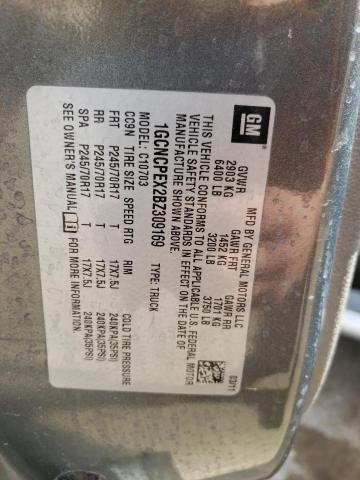 GM
MFD BY GENERAL MOTORS LLC
GVWR GAWR FRT GAWR RR
2903 KG 1452 KG 1701 KG
6400 LB 3200 LB 3750 LB
03/11
THIS VEHICLE CONFORMS TO ALL APPLICABLE U.S. FEDERAL MOTOR
VEHICLE SAFETY STANDARDS IN EFFECT ON THE DATE OF
MANUFACTURE SHOWN ABOVE.
1GCNCPEX2BZ309169 TYPE: TRUCK
MODEL: C10703
CC9N TIRE SIZE SPEED RTG RIM COLD TIRE PRESSURE
FRT P245/70R17 T 17X7.5J 240KPA(35PSI)
RR P245/70R17 T 17X7.5J 240KPA(35PSI)
SPA P245/70R17 T 17X7.5J 240KPA(35PSI)
SEE OWNER'S MANUAL i FOR MORE INFORMATION.